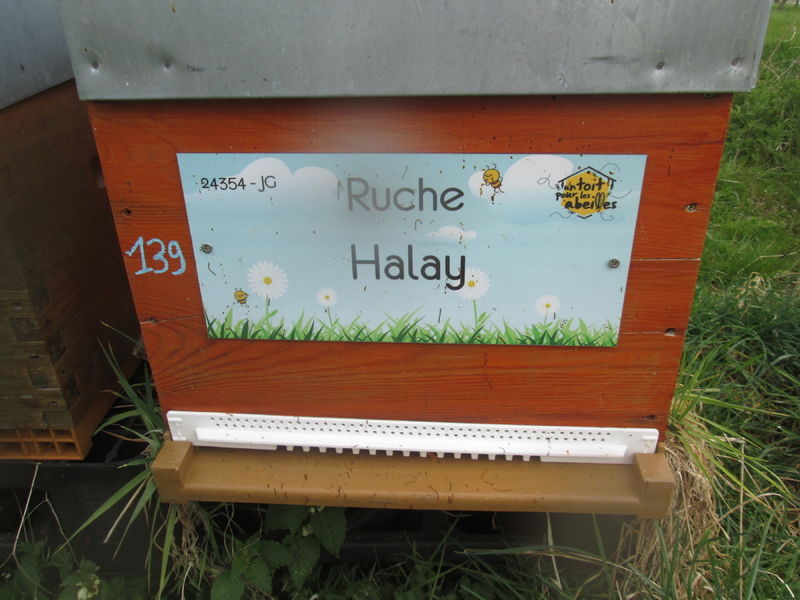 24354 - JG
Ruche
Halay
un toit
pour les
abeilles
139